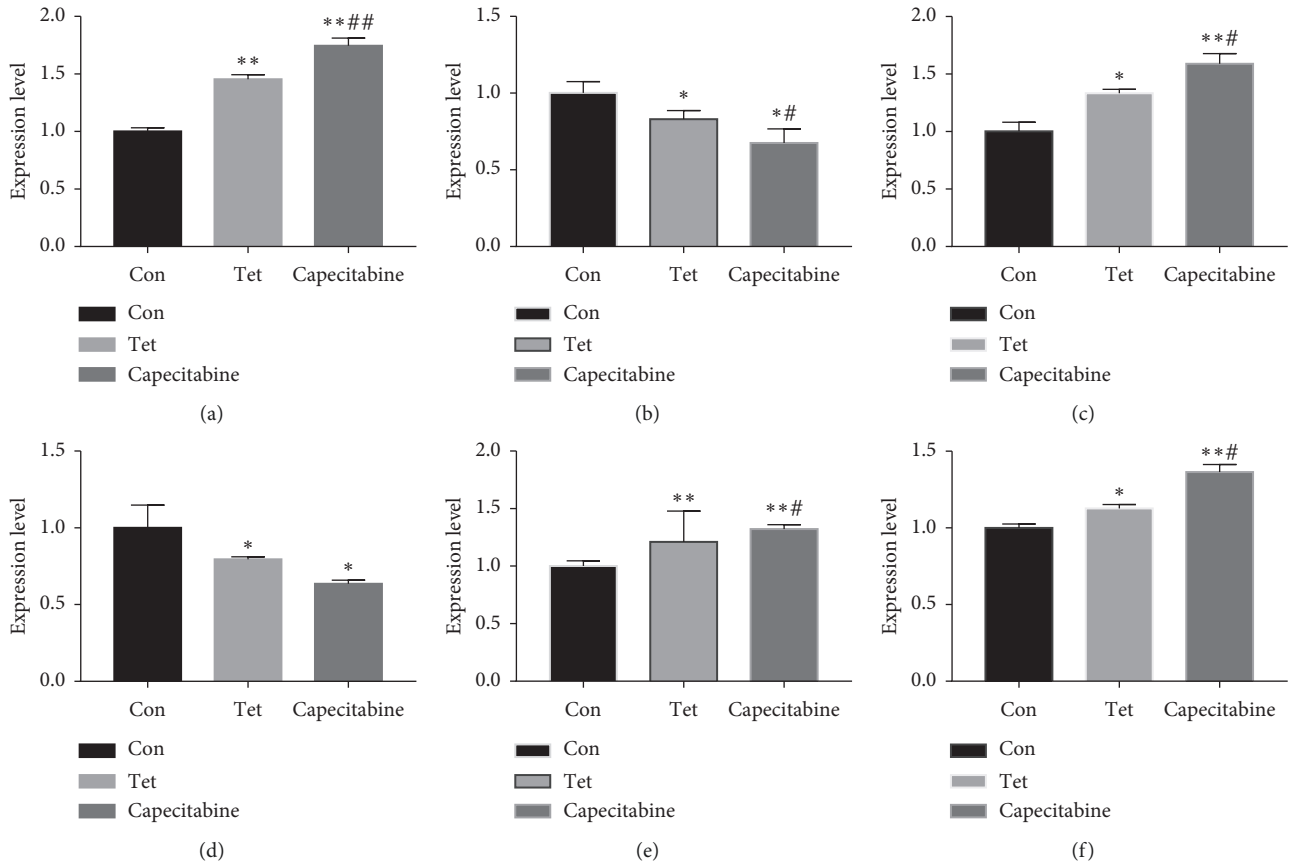 2.0
1.5
1.0
0.5
0.0
Expression level
**
**##
Con
Tet
Capecitabine
Con
Tet
Capecitabine
(a)
1.5
1.0
0.5
0.0
Expression level
*
*#
Con
Tet
Capecitabine
Con
Tet
Capecitabine
(b)
2.0
1.5
1.0
0.5
0.0
Expression level
*
**#
Con
Tet
Capecitabine
Con
Tet
Capecitabine
(c)
1.5
1.0
0.5
0.0
Expression level
*
*
Con
Tet
Capecitabine
Con
Tet
Capecitabine
(d)
2.0
1.5
1.0
0.5
0.0
Expression level
**
**#
Con
Tet
Capecitabine
Con
Tet
Capecitabine
(e)
1.5
1.0
0.5
0.0
Expression level
*
**#
Con
Tet
Capecitabine
Con
Tet
Capecitabine
(f)